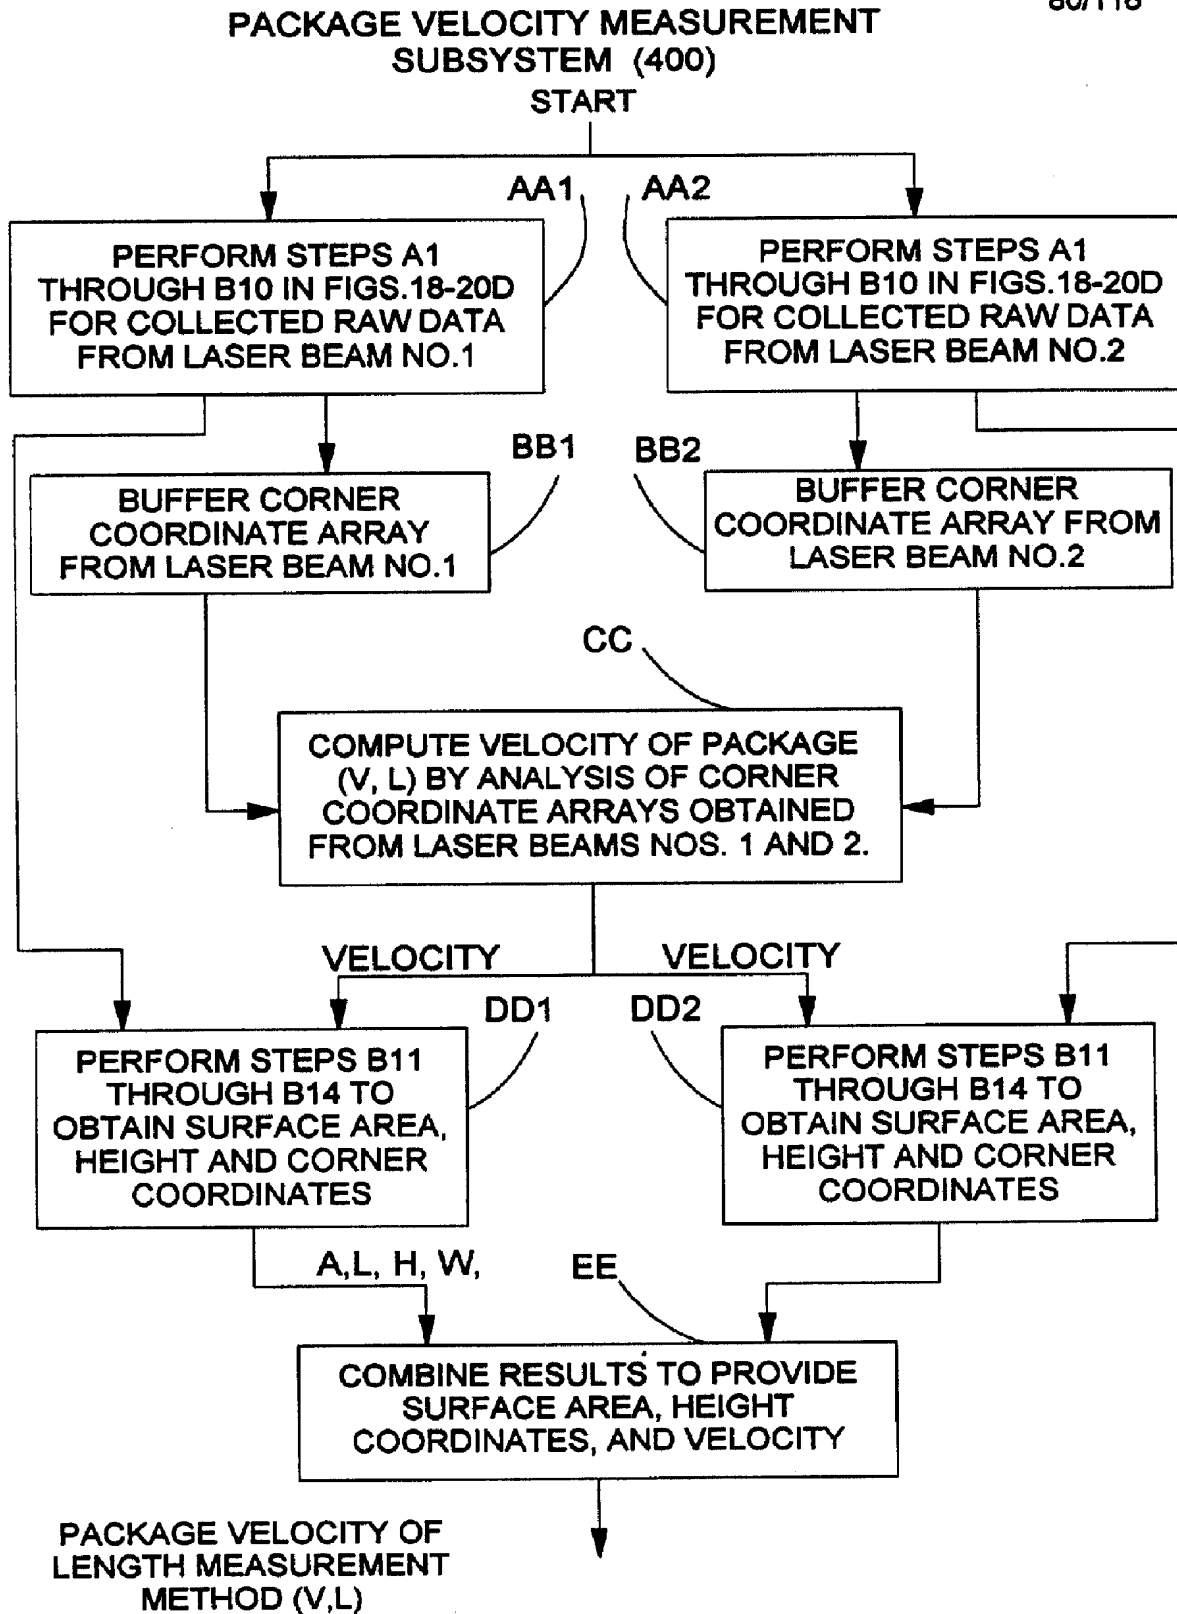 PACKAGE VELOCITY MEASUREMENT
SUBSYSTEM (400)
START
AA1
AA2
PERFORM STEPS A1
THROUGH B10 IN FIGS.18-20D
FOR COLLECTED RAW DATA
FROM LASER BEAM NO.1
PERFORM STEPS A1
THROUGH B10 IN FIGS.18-20D
FOR COLLECTED RAW DATA
FROM LASER BEAM NO.2
BB1
BB2
BUFFER CORNER
COORDINATE ARRAY
FROM LASER BEAM NO.1
BUFFER CORNER
COORDINATE ARRAY FROM
LASER BEAM NO.2
CC
COMPUTE VELOCITY OF PACKAGE
(V, L) BY ANALYSIS OF CORNER
COORDINATE ARRAYS OBTAINED
FROM LASER BEAMS NOS. 1 AND 2.
VELOCITY
VELOCITY
DD1
DD2
PERFORM STEPS B11
THROUGH B14 TO
OBTAIN SURFACE AREA,
HEIGHT AND CORNER
COORDINATES
PERFORM STEPS B11
THROUGH B14 TO
OBTAIN SURFACE AREA,
HEIGHT AND CORNER
COORDINATES
A,L, H, W,
EE
COMBINE RESULTS TO PROVIDE
SURFACE AREA, HEIGHT
COORDINATES, AND VELOCITY
PACKAGE VELOCITY OF
LENGTH MEASUREMENT
METHOD (V,L)